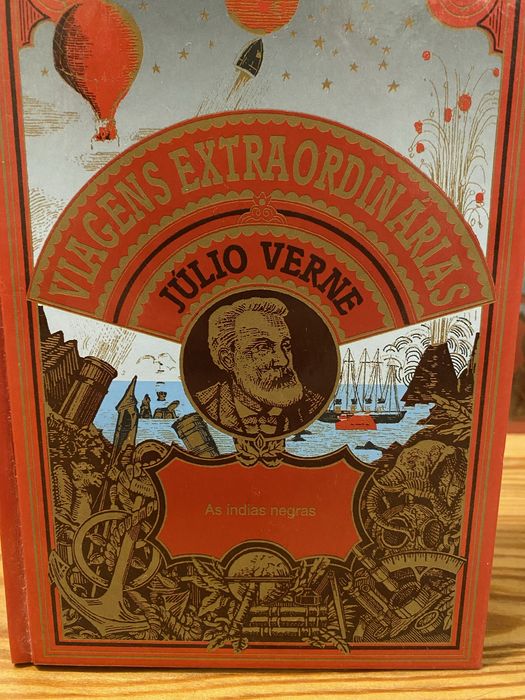 VIAGENS EXTRAORDINÁRIAS
JÚLIO VERNE
As índias negras